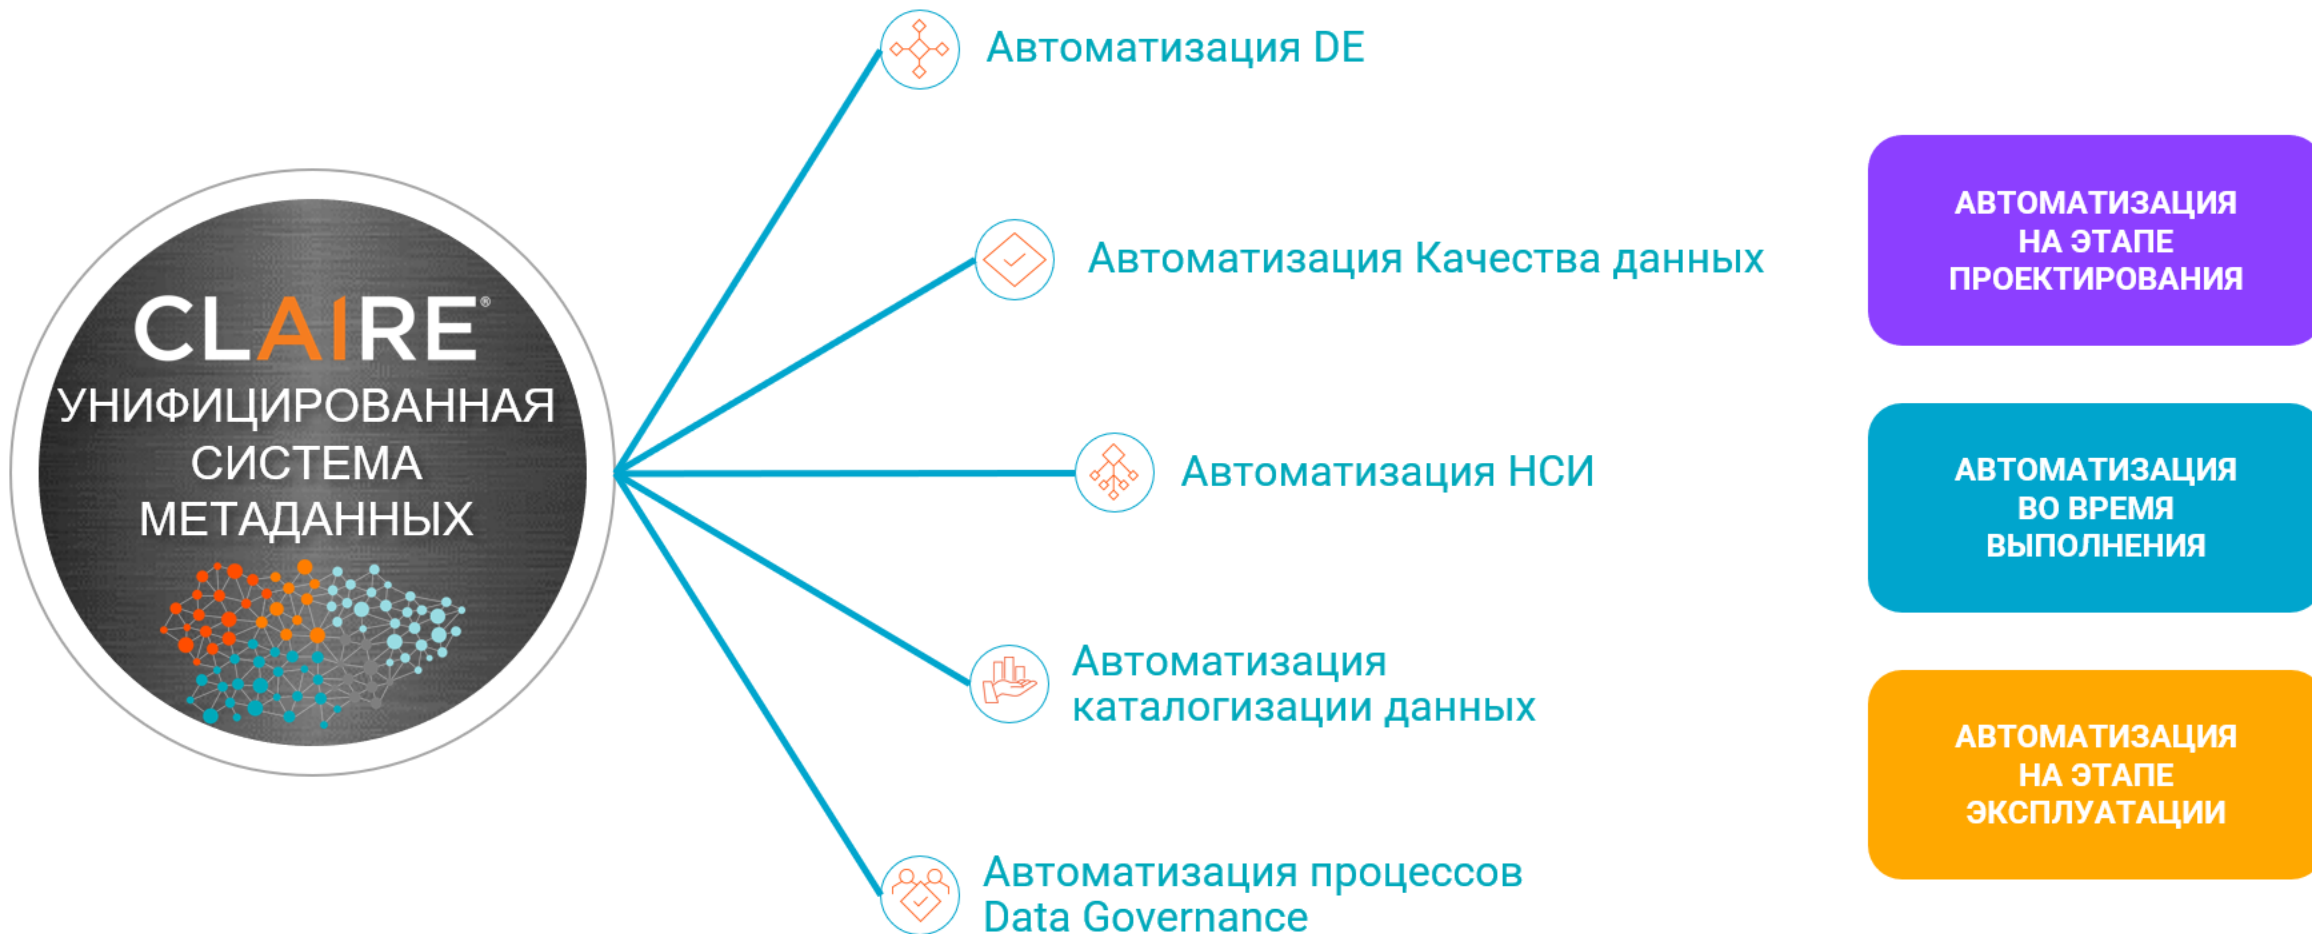 CLAIRE®
УНИФИЦИРОВАННАЯ
СИСТЕМА
МЕТАДАННЫХ
Автоматизация DE
Автоматизация Качества данных
Автоматизация НСИ
Автоматизация
каталогизации данных
Автоматизация процессов
Data Governance
АВТОМАТИЗАЦИЯ
НА ЭТАПЕ
ПРОЕКТИРОВАНИЯ
АВТОМАТИЗАЦИЯ
ВО ВРЕМЯ
ВЫПОЛНЕНИЯ
АВТОМАТИЗАЦИЯ
НА ЭТАПЕ
ЭКСПЛУАТАЦИИ